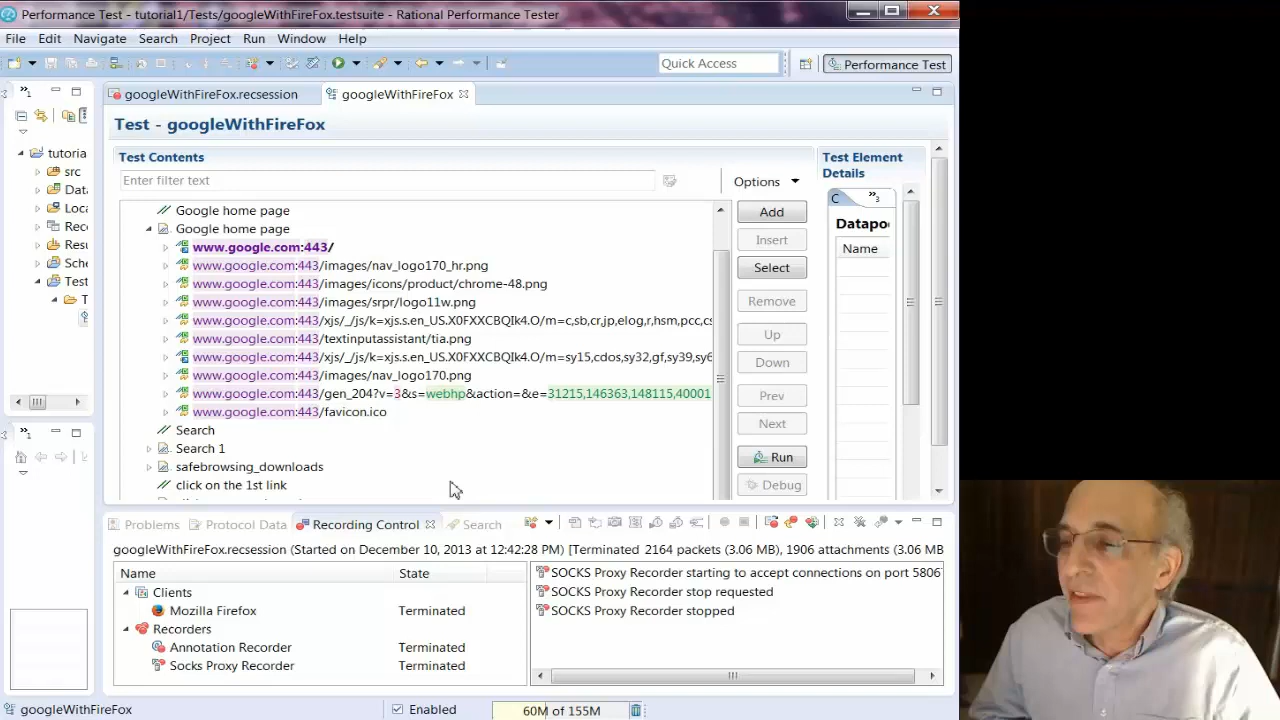 Performance Test - tutorial1/Tests/googleWithFireFox.testsuite - Rational Performance Tester
File Edit Navigate Search Project Run Window Help
Quick Access
Performance Test
googleWithFireFox.recsession
googleWithFireFox
Test - googleWithFireFox
Test Contents
Test Element Details
Enter filter text
Options
Google home page
Google home page
www.google.com:443/
www.google.com:443/images/nav_logo170_hr.png
www.google.com:443/images/icons/product/chrome-48.png
www.google.com:443/images/srpr/logo11w.png
www.google.com:443/xjs/_/js/k=xjs.s.en_US.X0FXXCBQIk4.O/m=c,sb,cr,jp,elog,r,hsm,pcc,cs
www.google.com:443/textinputassistant/tia.png
www.google.com:443/xjs/_/js/k=xjs.s.en_US.X0FXXCBQIk4.O/m=sy15,cdos,sy32,gf,sy39,sy6
www.google.com:443/images/nav_logo170.png
www.google.com:443/gen_204?v=3&s=webhp&action=&e=31215,146363,148115,40001
www.google.com:443/favicon.ico
Search
Search 1
safebrowsing_downloads
click on the 1st link
Add
Insert
Select
Remove
Up
Down
Prev
Next
Run
Debug
C
»3
Datapo
Name
»1
tutoria
src
Data
Loca
Rec
Resu
Sche
Test
T
»1
Problems
Protocol Data
Recording Control
Search
googleWithFireFox.recsession (Started on December 10, 2013 at 12:42:28 PM) [Terminated 2164 packets (3.06 MB), 1906 attachments (3.06 MB
Name State
Clients
Mozilla Firefox Terminated
Recorders
Annotation Recorder Terminated
Socks Proxy Recorder Terminated
SOCKS Proxy Recorder starting to accept connections on port 5806
SOCKS Proxy Recorder stop requested
SOCKS Proxy Recorder stopped
googleWithFireFox
Enabled
60M of 155M